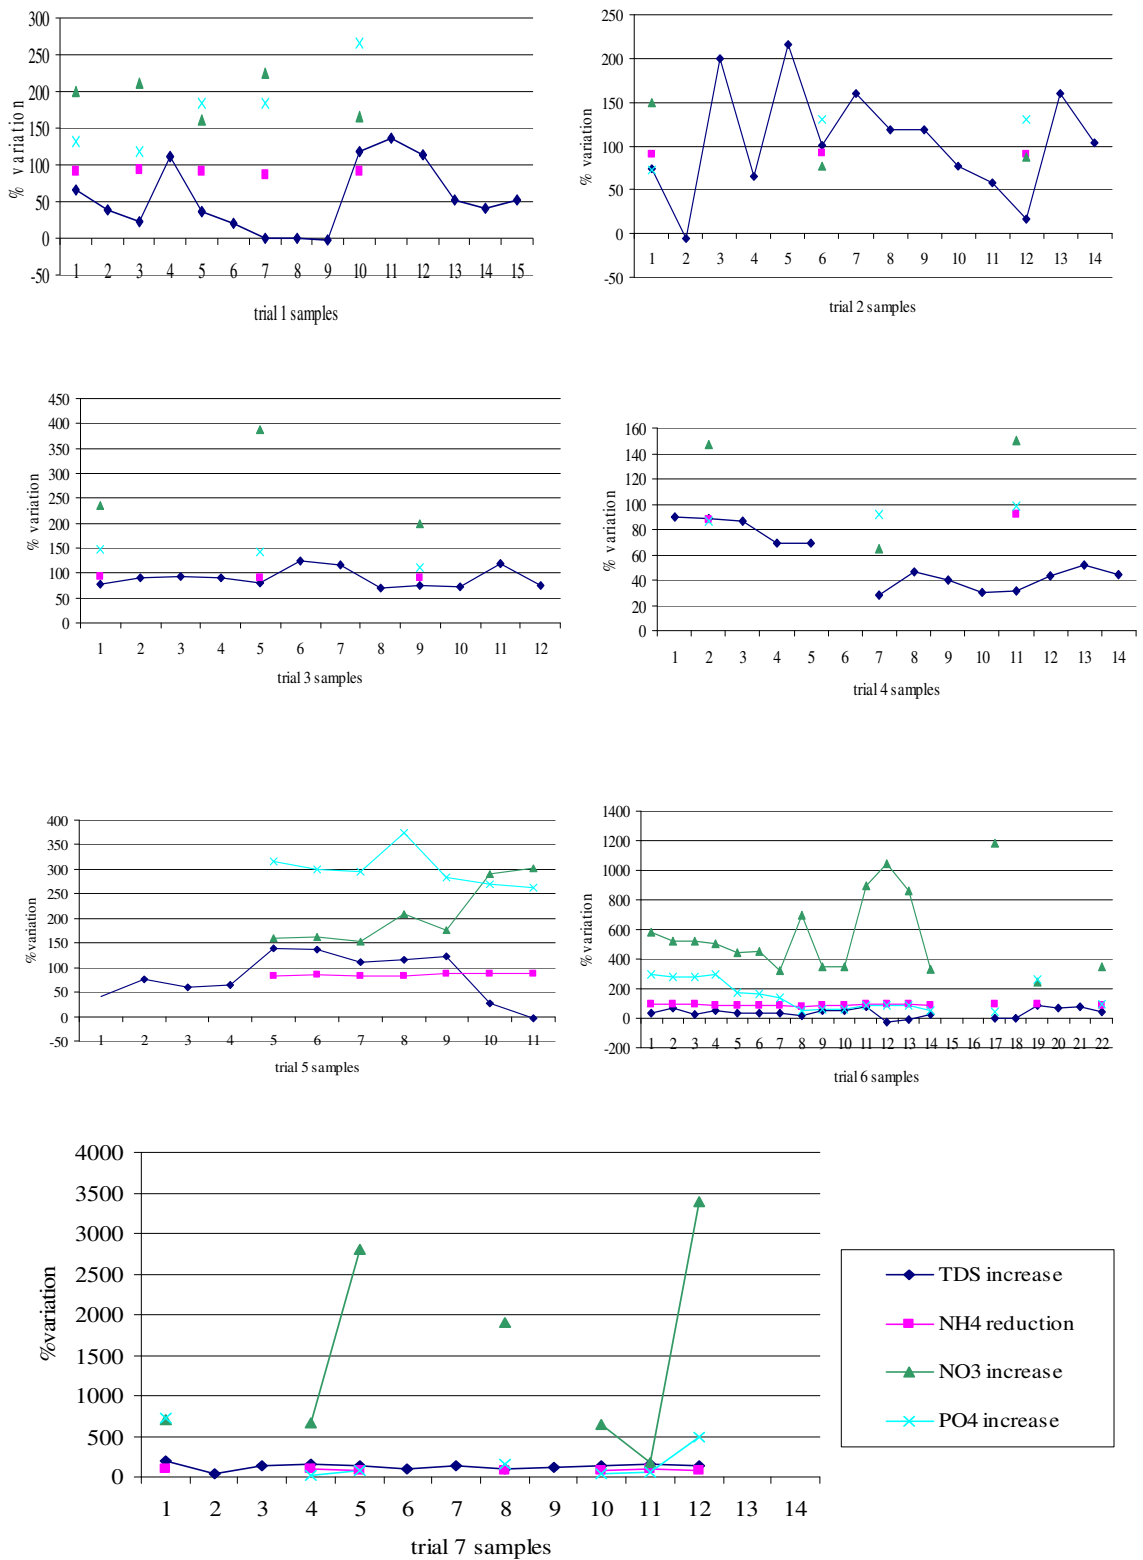 300
250
200
150
100
50
0
-50
% variation
1 2 3 4 5 6 7 8 9 10 11 12 13 14 15
trial 1 samples
250
200
150
100
50
0
-50
% variation
1 2 3 4 5 6 7 8 9 10 11 12 13 14
trial 2 samples
450
400
350
300
250
200
150
100
50
0
% variation
1 2 3 4 5 6 7 8 9 10 11 12
trial 3 samples
160
140
120
100
80
60
40
20
0
% variation
1 2 3 4 5 6 7 8 9 10 11 12 13 14
trial 4 samples
400
350
300
250
200
150
100
50
0
-50
%variation
1 2 3 4 5 6 7 8 9 10 11
trial 5 samples
1400
1200
1000
800
600
400
200
0
-200
%variation
1 2 3 4 5 6 7 8 9 10 11 12 13 14 15 16 17 18 19 20 21 22
trial 6 samples
4000
3500
3000
2500
2000
1500
1000
500
0
%variation
1 2 3 4 5 6 7 8 9 10 11 12 13 14
trial 7 samples
TDS increase
NH4 reduction
NO3 increase
PO4 increase